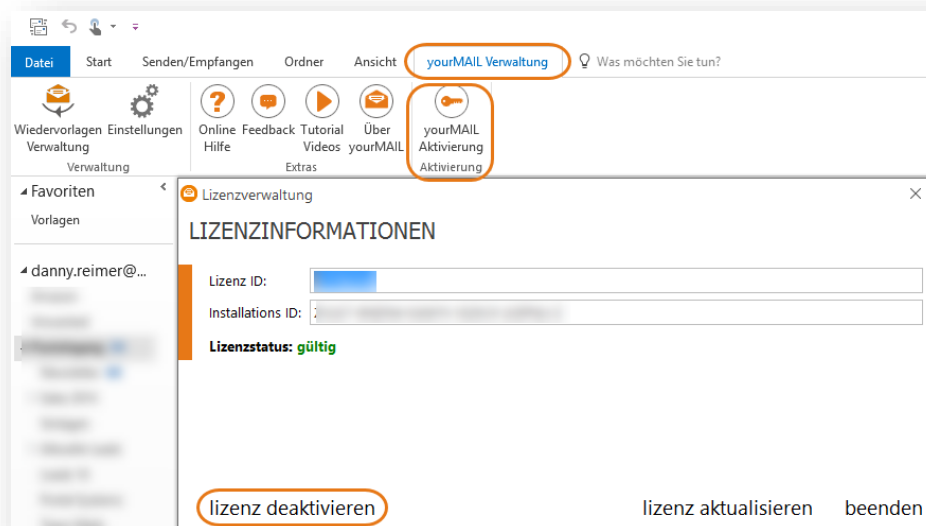 Datei Start Senden/Empfangen Ordner Ansicht yourMAIL Verwaltung Was möchten Sie tun?
Wiedervorlagen Verwaltung Einstellungen Online Hilfe Feedback Tutorial Videos Über yourMAIL yourMAIL Aktivierung
Verwaltung Extras Aktivierung
Favoriten
Vorlagen
danny.reimer@...
Lizenzverwaltung
LIZENZINFORMATIONEN
Lizenz ID:
Installations ID:
Lizenzstatus: gültig
lizenz deaktivieren lizenz aktualisieren beenden